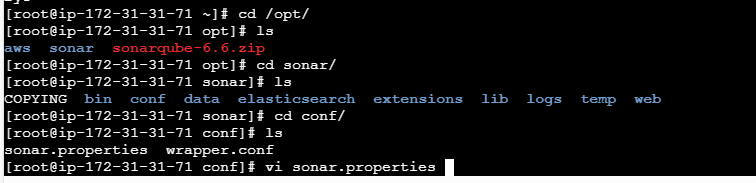 [root@ip-172-31-31-71 ~]# cd /opt/
[root@ip-172-31-31-71 opt]# ls
aws sonar sonarqube-6.6.zip
[root@ip-172-31-31-71 opt]# cd sonar/
[root@ip-172-31-31-71 sonar]# ls
COPYING bin conf data elasticsearch extensions lib logs temp web
[root@ip-172-31-31-71 sonar]# cd conf/
[root@ip-172-31-31-71 conf]# ls
sonar.properties wrapper.conf
[root@ip-172-31-31-71 conf]# vi sonar.properties